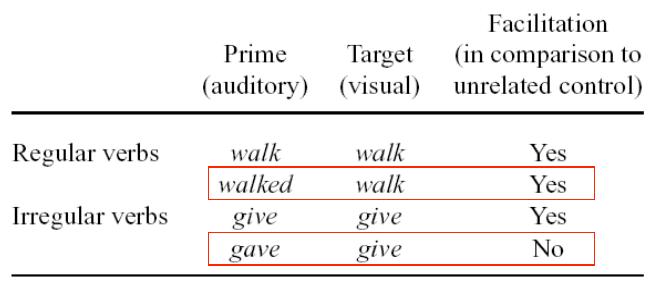 Facilitation
Prime Target (in comparison to
(auditory) (visual) unrelated control)
Regular verbs walk walk Yes
walked walk Yes
Irregular verbs give give Yes
gave give No